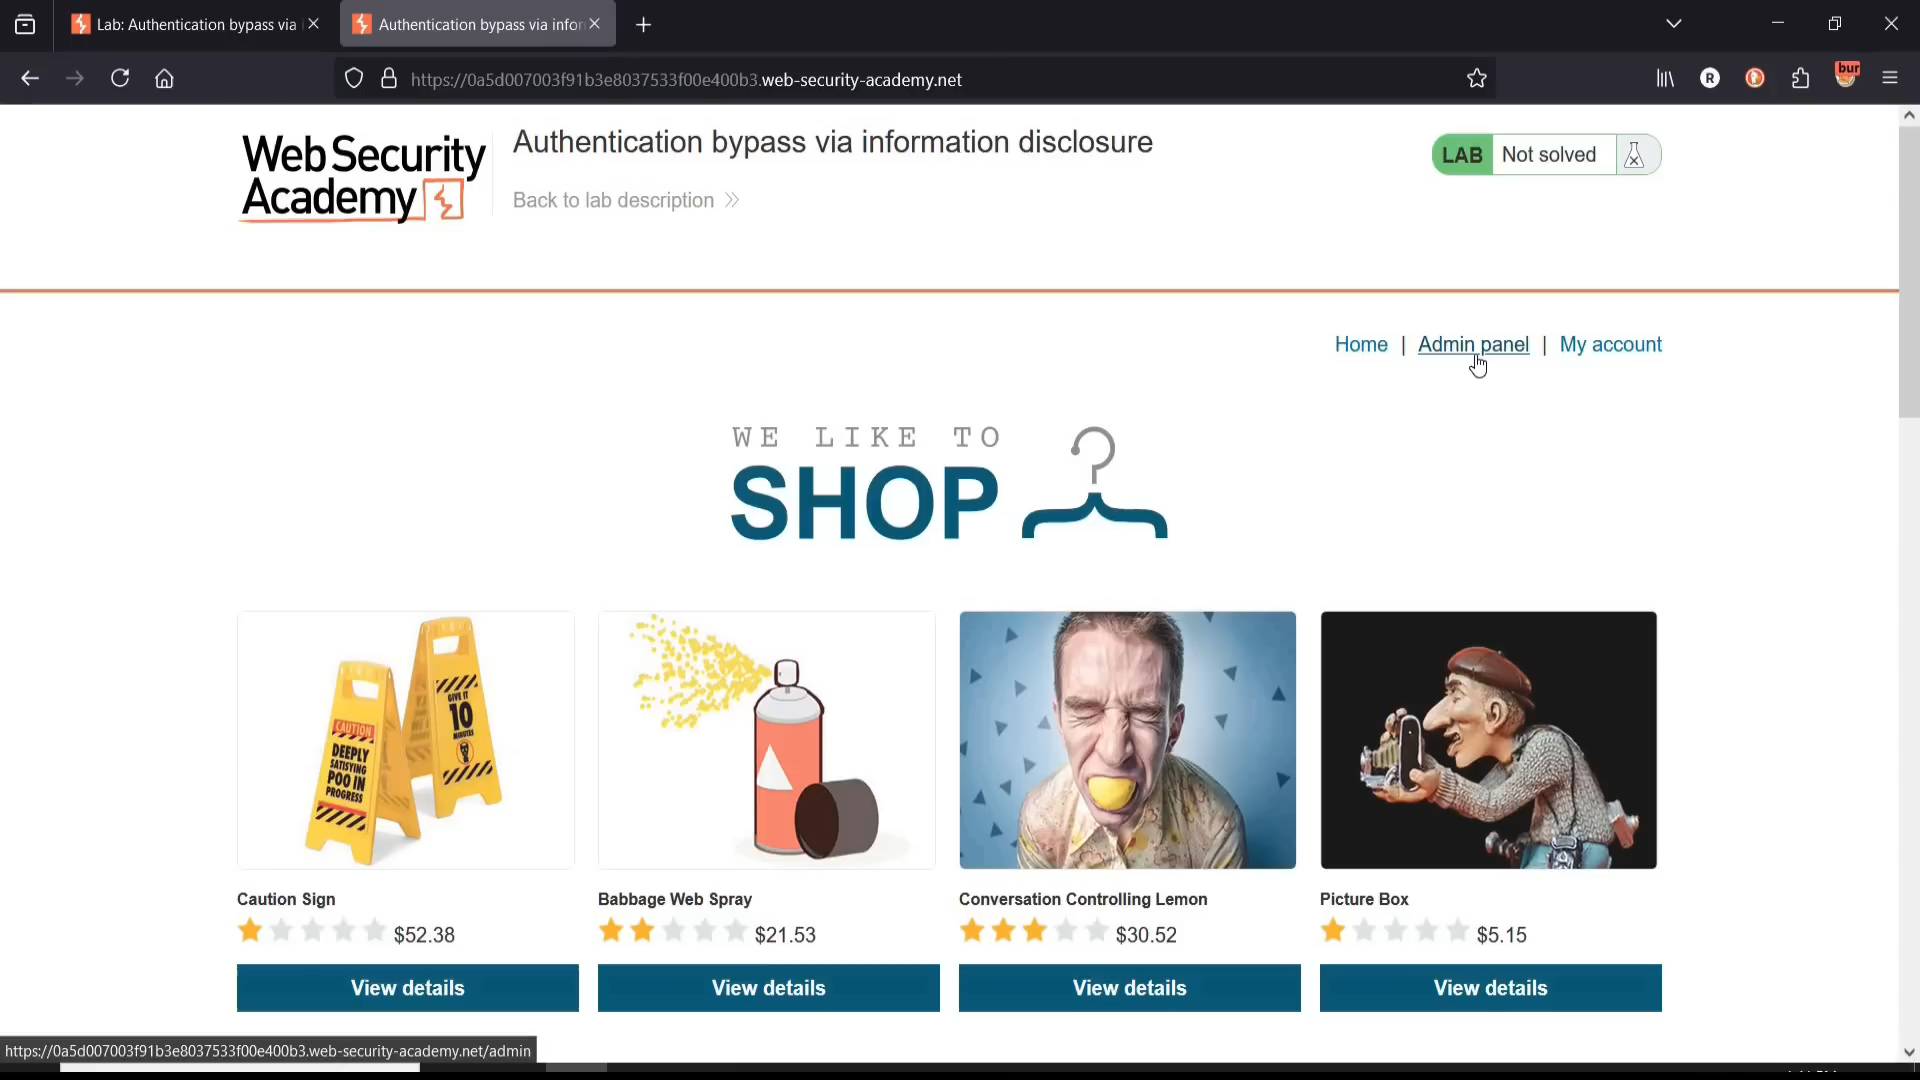 Lab: Authentication bypass via
Authentication bypass via infor
https://0a5d007003f91b3e8037533f00e400b3.web-security-academy.net
R
bur
Web Security
Academy
Authentication bypass via information disclosure
Back to lab description
LAB Not solved
Home | Admin panel | My account
WE LIKE TO
SHOP
CAUTION
DEEPLY
SATISFYING
POO IN
PROGRESS
GIVE IT
10
MINUTES
Caution Sign
$52.38
View details
Babbage Web Spray
$21.53
View details
Conversation Controlling Lemon
$30.52
View details
Picture Box
$5.15
View details
https://0a5d007003f91b3e8037533f00e400b3.web-security-academy.net/admin